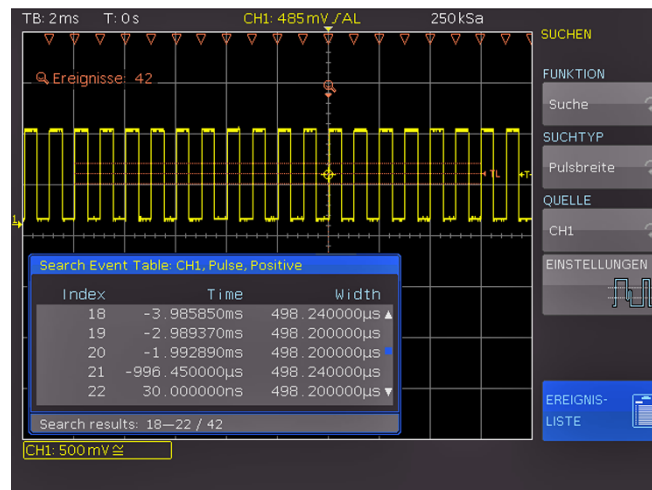 TB: 2ms T: 0s CH1: 485mV / AL 250kSa
SUCHEN
Ereignisse: 42
FUNKTION
Suche
SUCHTYP
Pulsbreite
TL
T
QUELLE
CH1
1
EINSTELLUNGEN
Search Event Table: CH1, Pulse, Positive
Index Time Width
18 -3.985850ms 498.240000µs
19 -2.989370ms 498.200000µs
20 -1.992890ms 498.200000µs
21 -996.450000µs 498.240000µs
22 30.000000ns 498.200000µs
Search results: 18—22 / 42
EREIGNIS-
LISTE
CH1: 500mV ≅